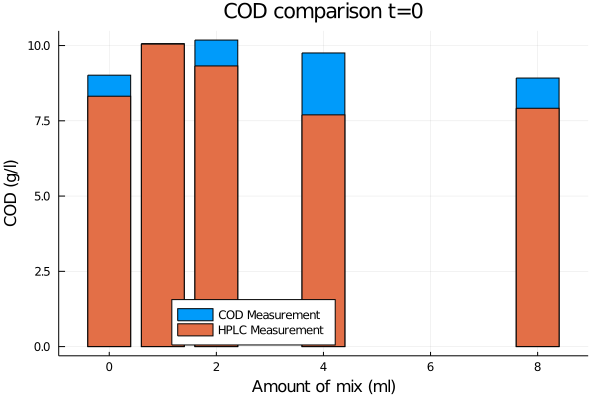 COD comparison t=0
COD (g/l)
10.0
7.5
5.0
2.5
0.0
COD Measurement
HPLC Measurement
0 2 4 6 8
Amount of mix (ml)